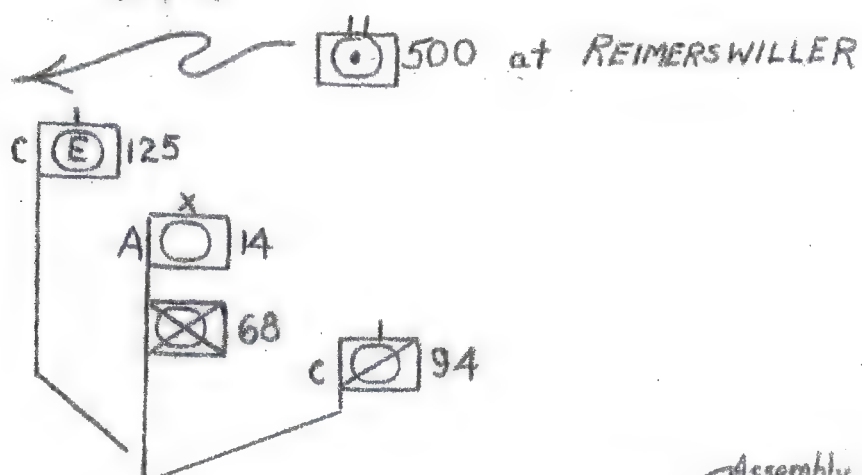 500 at REIMERSWILLER
C E 125
A X 14
68
C 94
Assembly